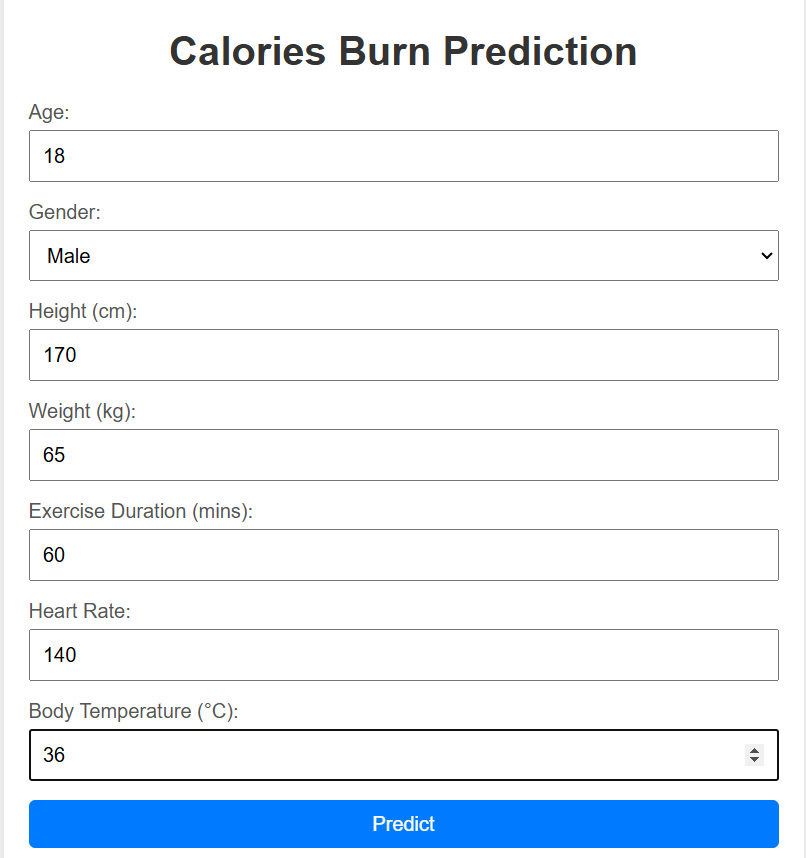 Calories Burn Prediction
Age:
18
Gender:
Male
Height (cm):
170
Weight (kg):
65
Exercise Duration (mins):
60
Heart Rate:
140
Body Temperature (°C):
36
Predict